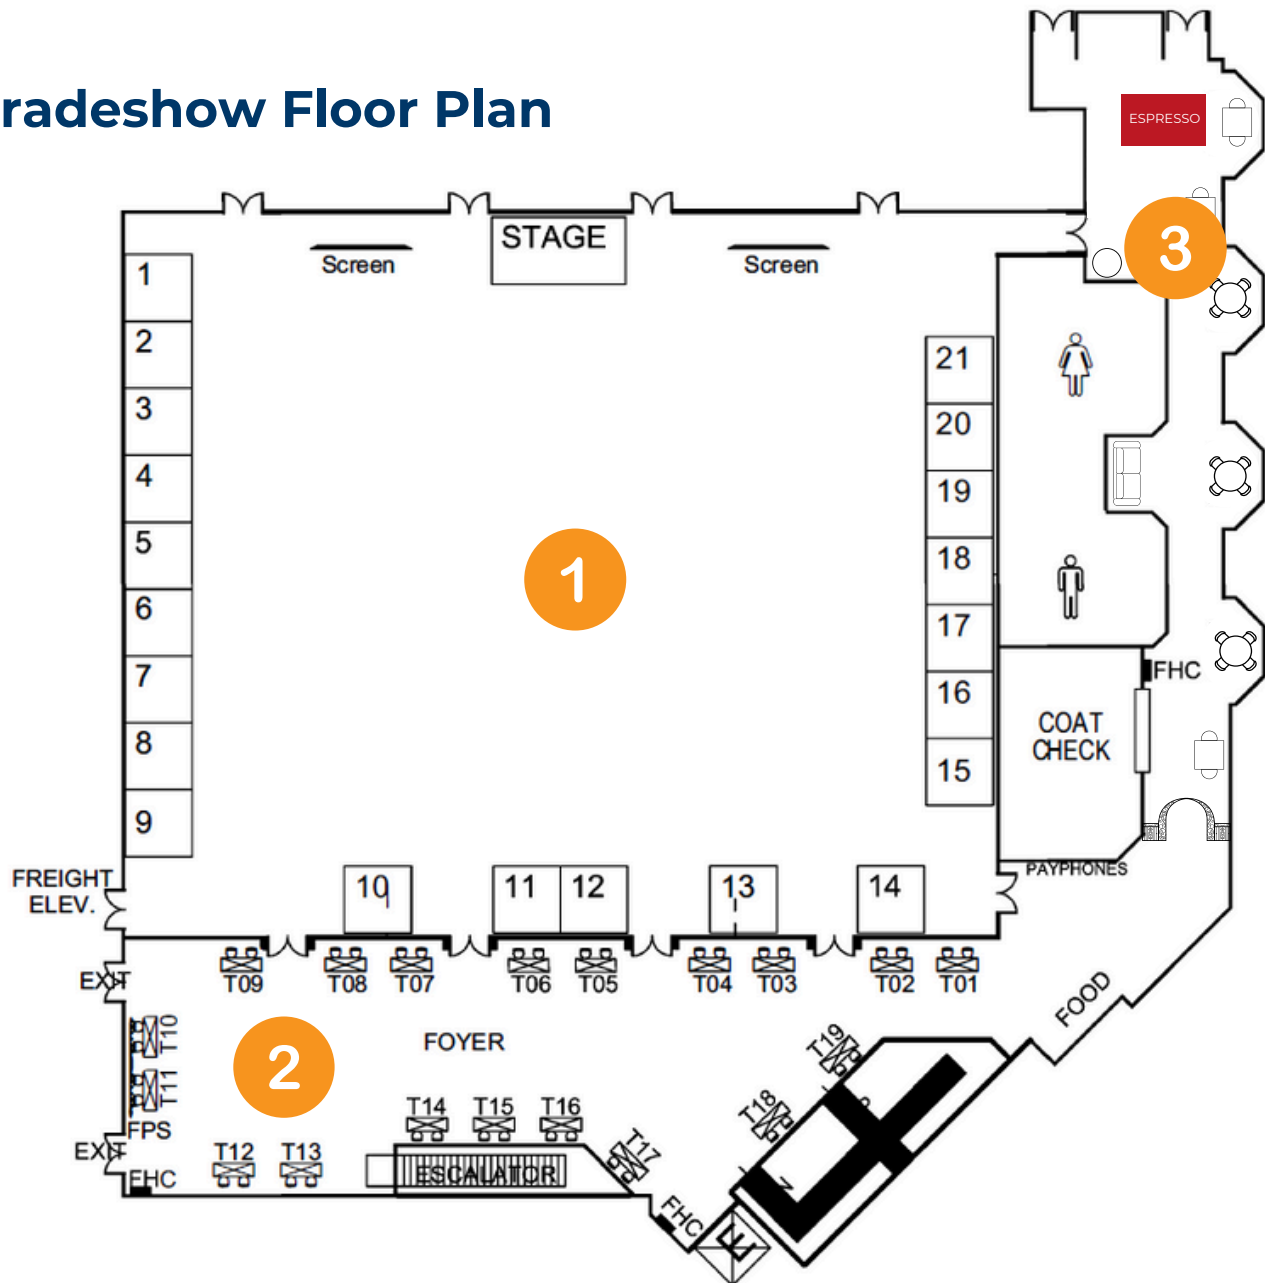 radeshow Floor Plan
ESPRESSO
STAGE
Screen
Screen
3
1
2
3
4
5
6
7
8
9
21
20
19
18
17
16
15
1
FHC
COAT
CHECK
PAYPHONES
FREIGHT
ELEV.
10
11
12
13
14
EXIT
T09
T08
T07
T06
T05
T04
T03
T02
T01
FOOD
T10
T11
2
FOYER
T19
T18
T14
T15
T16
T17
FPS
EXIT
T12
T13
FHC
ESCALATOR
FHC
E